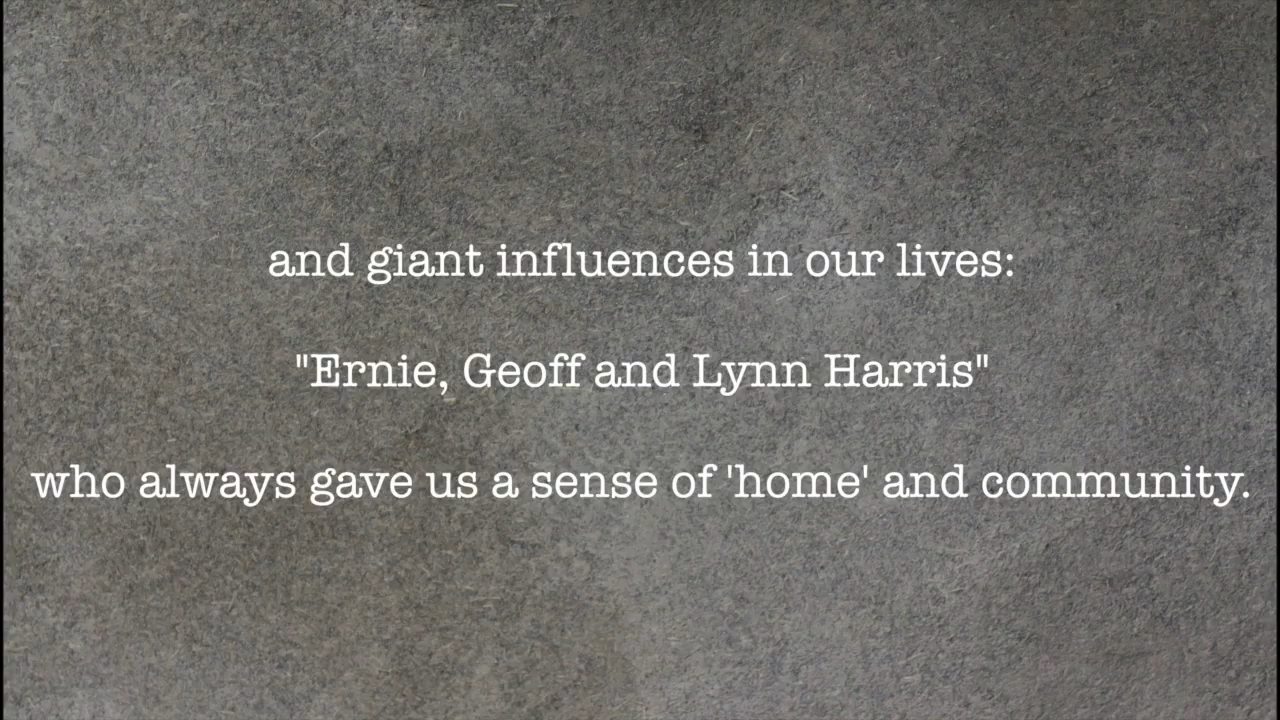 and giant influences in our lives:
"Ernie, Geoff and Lynn Harris"
who always gave us a sense of 'home' and community.